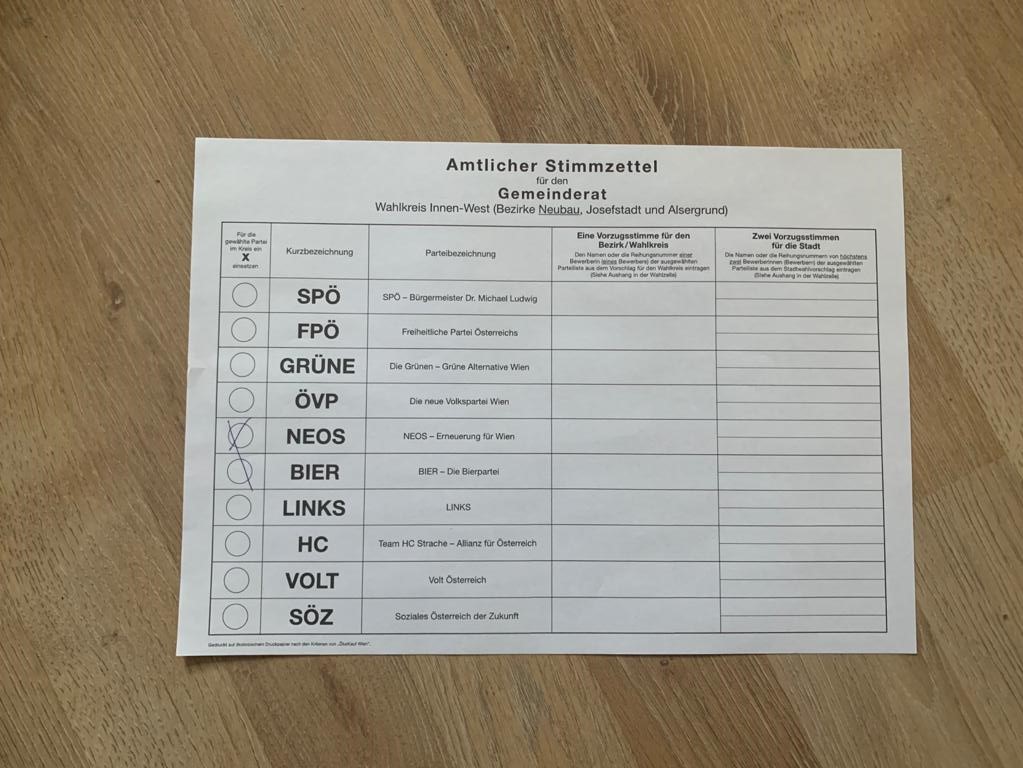 Amtlicher Stimmzettel
für den
Gemeinderat
Wahlkreis Innen-West (Bezirke Neubau, Josefstadt und Alsergrund)
Für die
gewählte Partei
im Kreis ein
X
einsetzen
Kurzbezeichnung
Parteibezeichnung
Eine Vorzugsstimme für den
Bezirk/Wahlkreis
Den Namen oder die Reihungsnummer einer
Bewerberin (eines Bewerbers) der ausgewählten
Parteiliste aus dem Vorschlag für den Wahlkreis eintragen
(Siehe Aushang in der Wahlzelle)
Zwei Vorzugsstimmen
für die Stadt
Die Namen oder die Reihungsnummern von höchstens
zwei Bewerberinnen (Bewerbern) der ausgewählten
Parteiliste aus dem Stadtwahlvorschlag eintragen
(Siehe Aushang in der Wahlzelle)
SPÖ SPÖ – Bürgermeister Dr. Michael Ludwig
FPÖ Freiheitliche Partei Österreichs
GRÜNE Die Grünen – Grüne Alternative Wien
ÖVP Die neue Volkspartei Wien
NEOS NEOS – Erneuerung für Wien
BIER BIER – Die Bierpartei
LINKS LINKS
HC Team HC Strache – Allianz für Österreich
VOLT Volt Österreich
SÖZ Soziales Österreich der Zukunft
Gedruckt auf ökologischem Druckpapier nach den Kriterien von „ÖkoKauf Wien“.